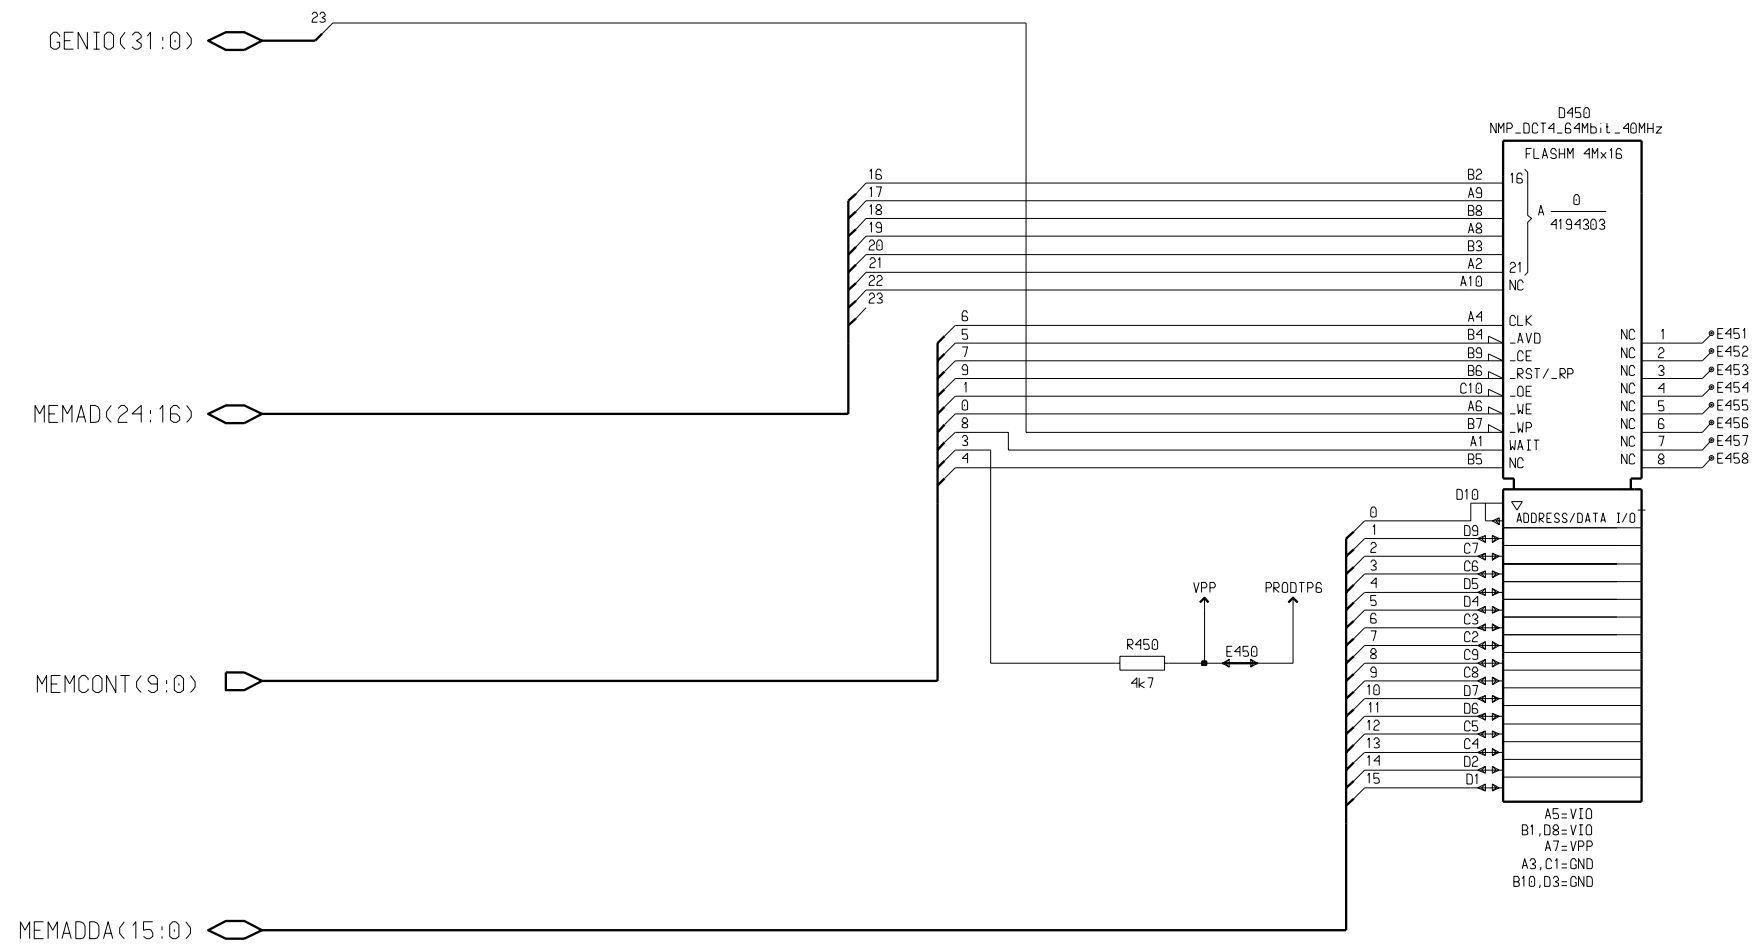 23
GENIO(31:0)
D450
NMP_DCT4_64Mbit_40MHz
FLASHM 4Mx16
16 B2 16
17 A9
18 B8 A 0
19 A8 4194303
20 B3
21 A2 21
22 A10 NC
23
6 A4 CLK
5 B4 _AVD NC 1 E451
7 B9 _CE NC 2 E452
9 B6 _RST/_RP NC 3 E453
1 C10 _OE NC 4 E454
0 A6 _WE NC 5 E455
8 B7 _WP NC 6 E456
3 A1 WAIT NC 7 E457
4 B5 NC NC 8 E458
MEMAD(24:16)
D10
0 ADDRESS/DATA I/O
1 D9
2 C7
3 C6
4 D5
5 D4
6 C3
7 C2
8 C9
9 C8
10 D7
11 D6
12 C5
13 C4
14 D2
15 D1
VPP PRODTP6
R450 E450
4k7
MEMCONT(9:0)
A5=VIO
B1,D8=VIO
A7=VPP
A3,C1=GND
B10,D3=GND
MEMADDA(15:0)